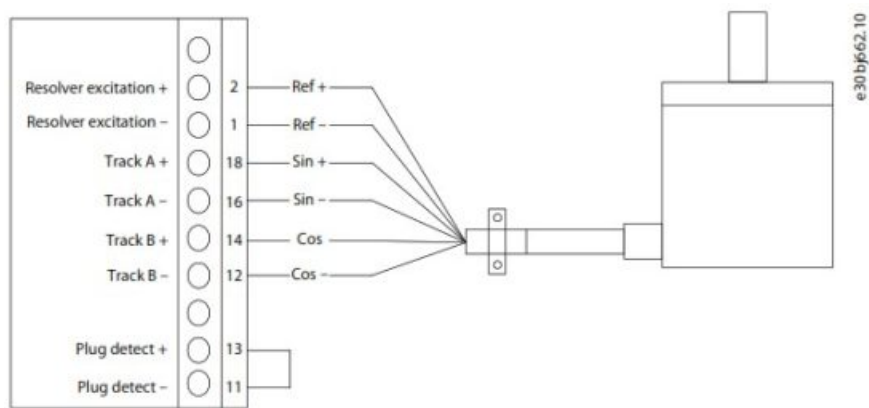 Resolver excitation + 2 Ref +
Resolver excitation – 1 Ref –
Track A + 18 Sin +
Track A – 16 Sin –
Track B + 14 Cos
Track B – 12 Cos –
Plug detect + 13
Plug detect – 11
e30bj662.10